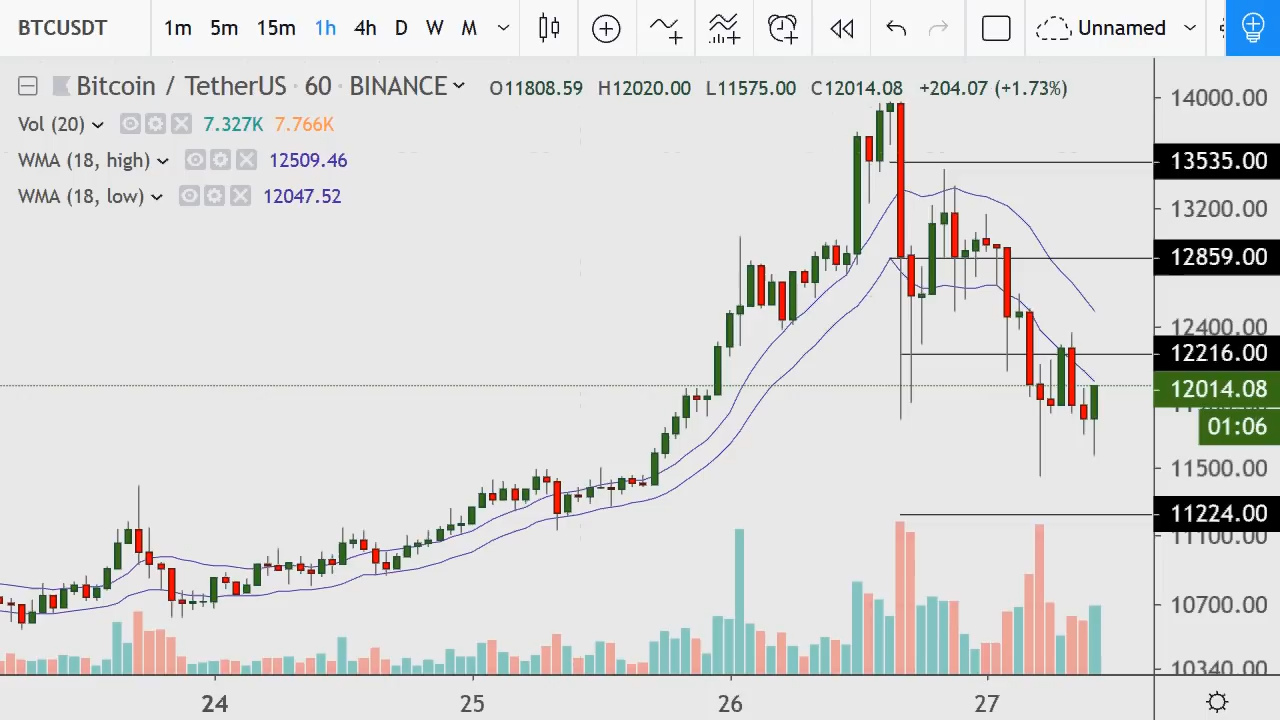 BTCUSDT 1m 5m 15m 1h 4h D W M Unnamed
Bitcoin / TetherUS · 60 · BINANCE O11808.59 H12020.00 L11575.00 C12014.08 +204.07 (+1.73%)
Vol (20) 7.327K 7.766K
WMA (18, high) 12509.46
WMA (18, low) 12047.52
14000.00
13535.00
13200.00
12859.00
12400.00
12216.00
12014.08
01:06
11500.00
11224.00
11100.00
10700.00
10340.00
24 25 26 27